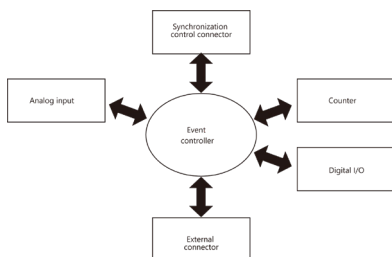 Synchronization
control connector
Analog input
Event
controller
Counter
Digital I/O
External
connector